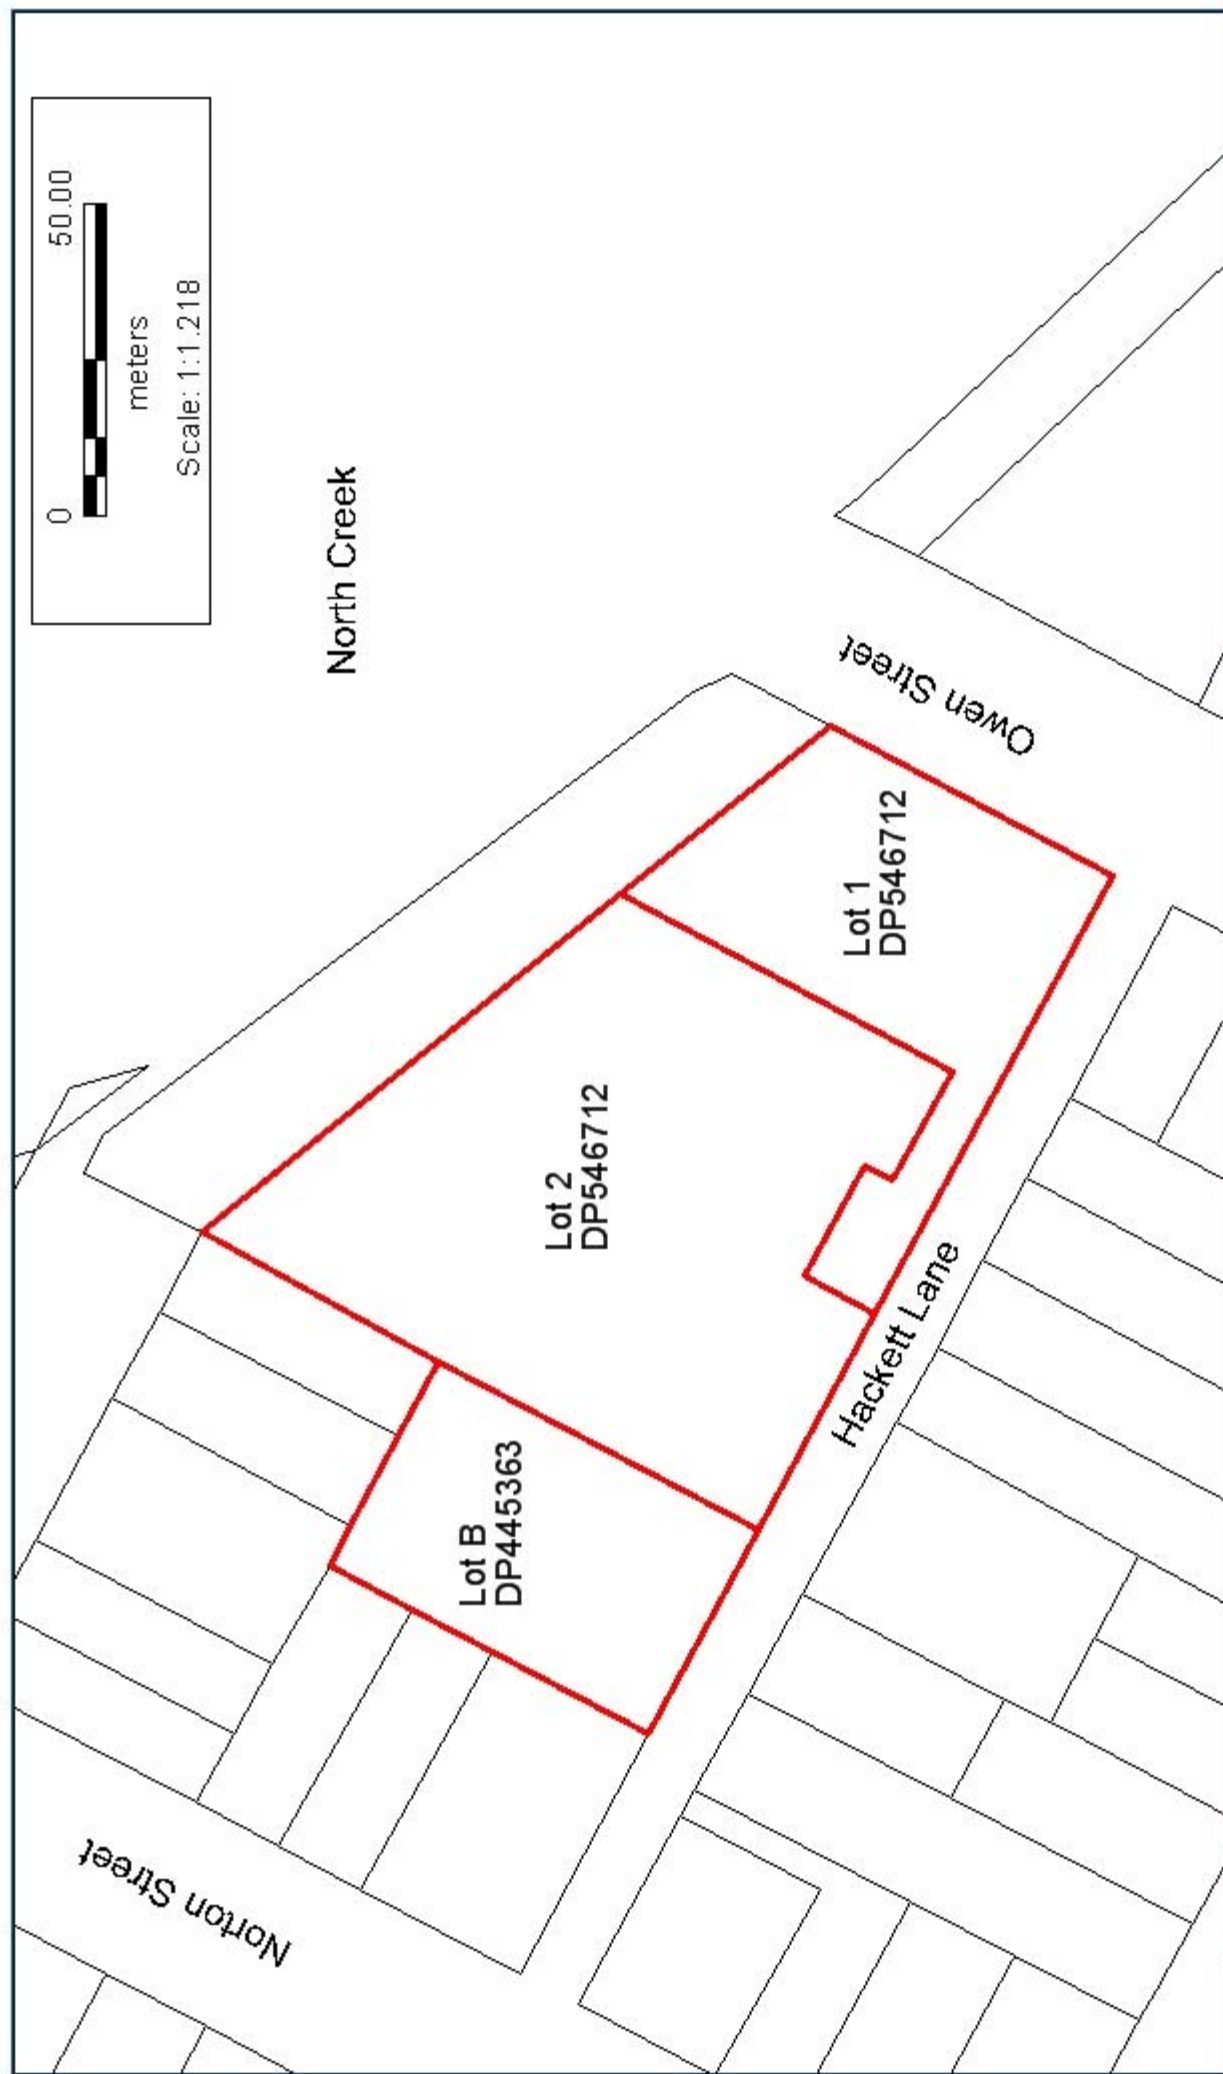 0 50.00
meters
Scale: 1:1.218
North Creek
Owen Street
Lot 1
DP546712
Lot 2
DP546712
Hackett Lane
Lot B
DP445363
Norton Street